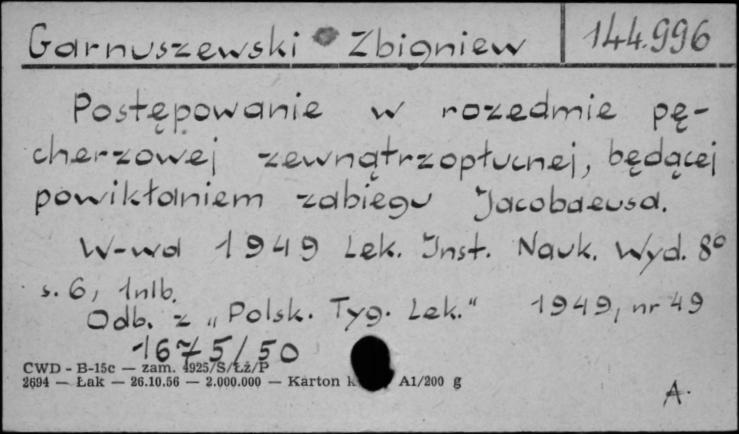 Garnuszewski Zbigniew 144.996
Postępowanie w rozedmie pę-
cherzowej zewnątrzopłucnej, będącej
powikłaniem zabiegu Jacobaeusa.
W-wa 1949 Lek. Inst. Nauk. Wyd. 8°
s. 6, 1nlb.
Odb. z „Polsk. Tyg. Lek.“ 1949, nr 49
1675/50
CWD - B-15c — zam. 4925/S/Łż/P
2694 — Łak — 26.10.56 — 2.000.000 — Karton A1/200 g
A.